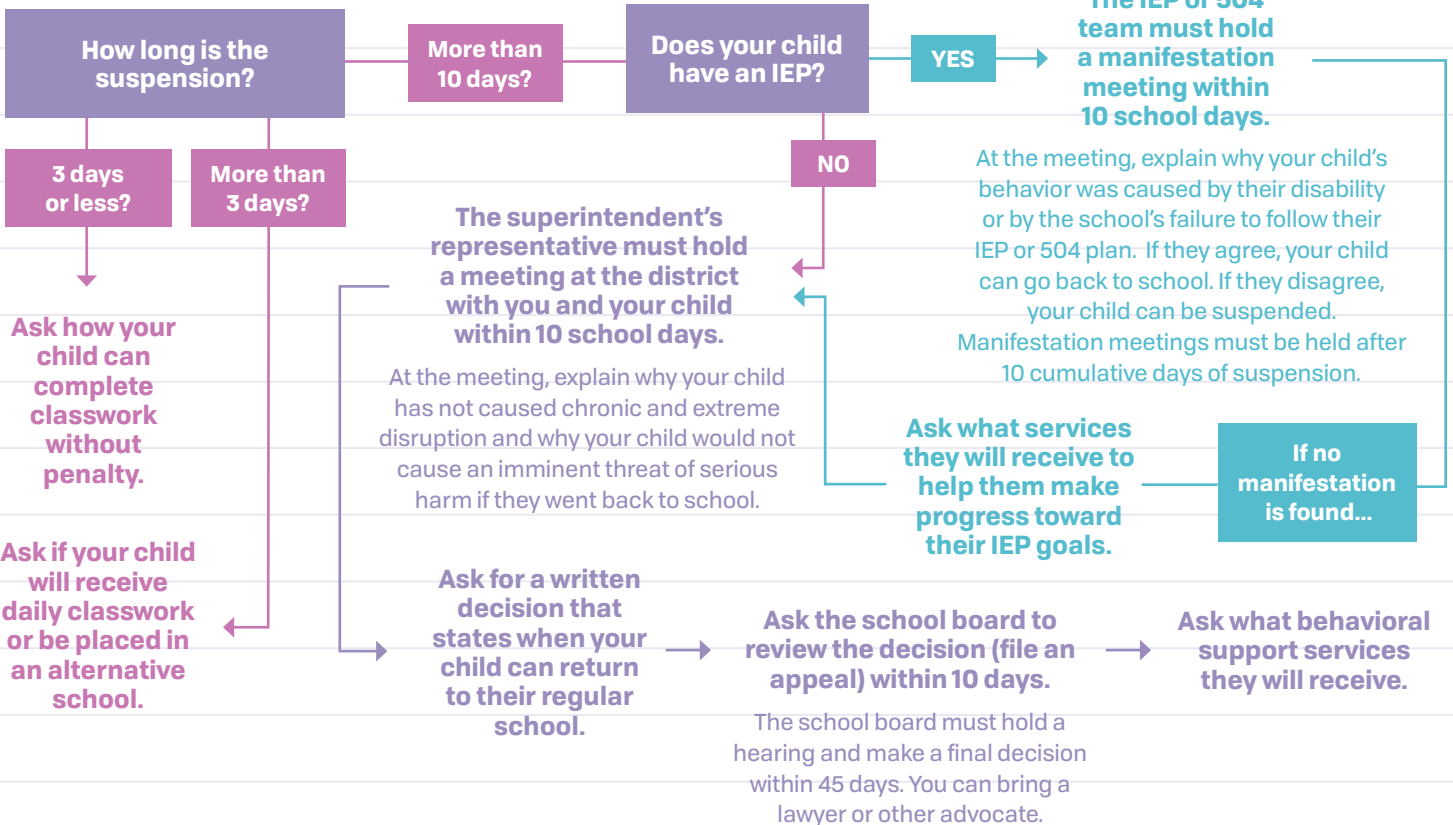 How long is the
suspension?
More than
10 days?
Does your child
have an IEP?
YES
The IEP or 504
team must hold
a manifestation
meeting within
10 school days.
At the meeting, explain why your child's
behavior was caused by their disability
or by the school's failure to follow their
IEP or 504 plan. If they agree, your child
can go back to school. If they disagree,
your child can be suspended.
Manifestation meetings must be held after
10 cumulative days of suspension.
3 days
or less?
More than
3 days?
NO
The superintendent's
representative must hold
a meeting at the district
with you and your child
within 10 school days.
At the meeting, explain why your child
has not caused chronic and extreme
disruption and why your child would not
cause an imminent threat of serious
harm if they went back to school.
Ask how your
child can
complete
classwork
without
penalty.
Ask what services
they will receive to
help them make
progress toward
their IEP goals.
If no
manifestation
is found...
Ask if your child
will receive
daily classwork
or be placed in
an alternative
school.
Ask for a written
decision that
states when your
child can return
to their regular
school.
Ask the school board to
review the decision (file an
appeal) within 10 days.
The school board must hold a
hearing and make a final decision
within 45 days. You can bring a
lawyer or other advocate.
Ask what behavioral
support services
they will receive.